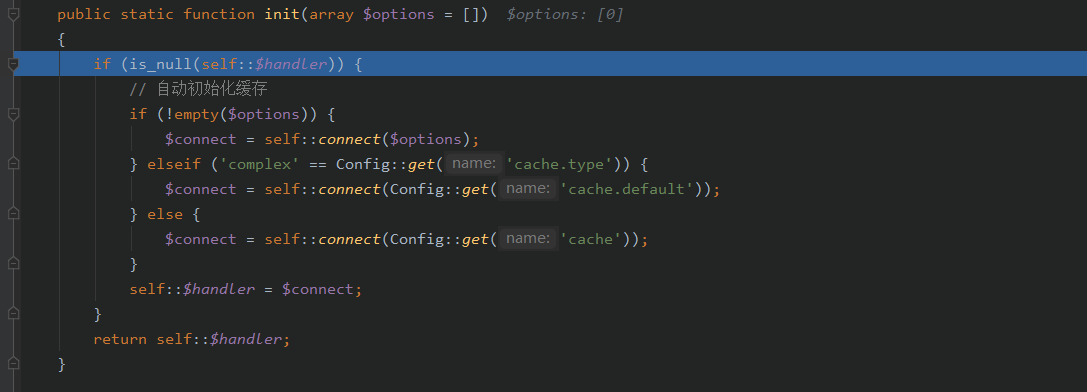 public static function init(array $options = []) $options: [0]
{
if (is_null(self::$handler)) {
// 自动初始化缓存
if (!empty($options)) {
$connect = self::connect($options);
} elseif ('complex' == Config::get( name: 'cache.type')) {
$connect = self::connect(Config::get( name: 'cache.default'));
} else {
$connect = self::connect(Config::get( name: 'cache'));
}
self::$handler = $connect;
}
return self::$handler;
}